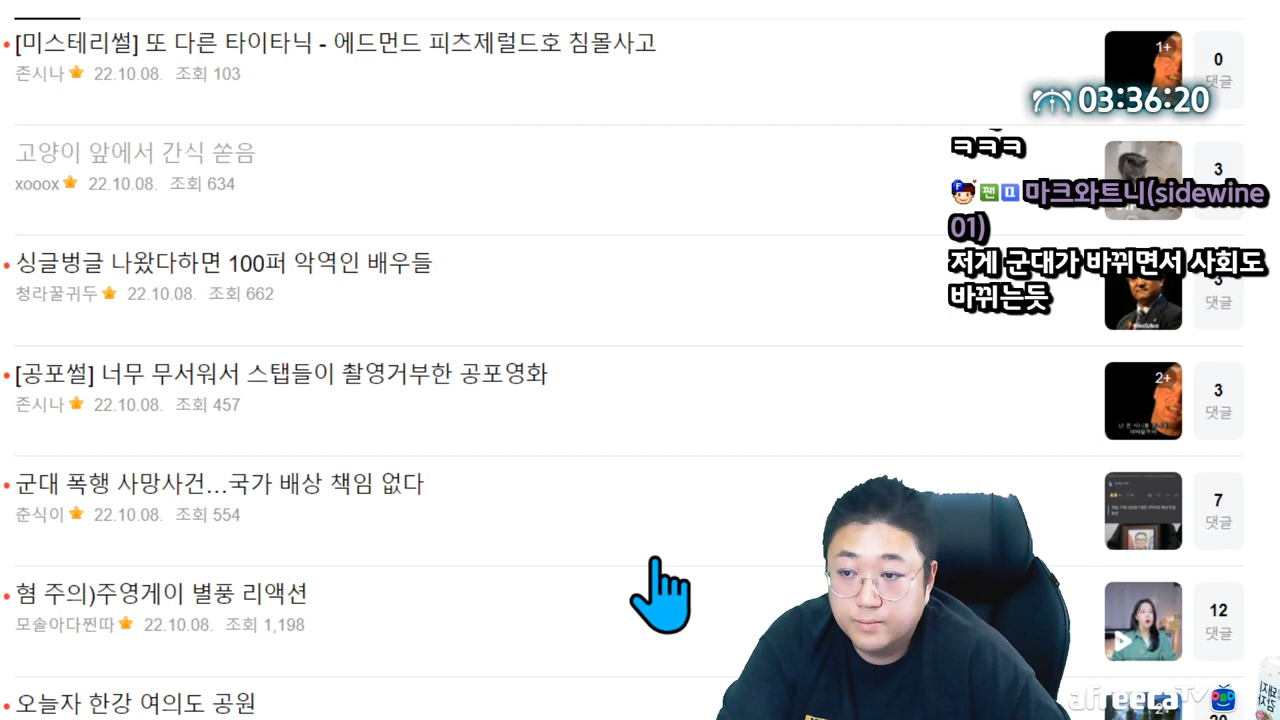 [미스테리썰] 또 다른 타이타닉 - 에드먼드 피츠제럴드호 침몰사고
존시나 22.10.08. 조회 103
1+
0
댓글
03:36:20
고양이 앞에서 간식 쏟음
xooox 22.10.08. 조회 634
3
ㅋㅋㅋ
F 팬 마크와트니(sidewine
01)
저게 군대가 바뀌면서 사회도
바뀌는듯
싱글벙글 나왔다하면 100퍼 악역인 배우들
청라꿀귀두 22.10.08. 조회 662
3
댓글
[공포썰] 너무 무서워서 스탭들이 촬영거부한 공포영화
존시나 22.10.08. 조회 457
2+
3
댓글
군대 폭행 사망사건...국가 배상 책임 없다
춘식이 22.10.08. 조회 554
7
댓글
혐 주의)주영게이 별풍 리액션
모솔아다찐따 22.10.08. 조회 1,198
12
댓글
오늘자 한강 여의도 공원
afreecaTV